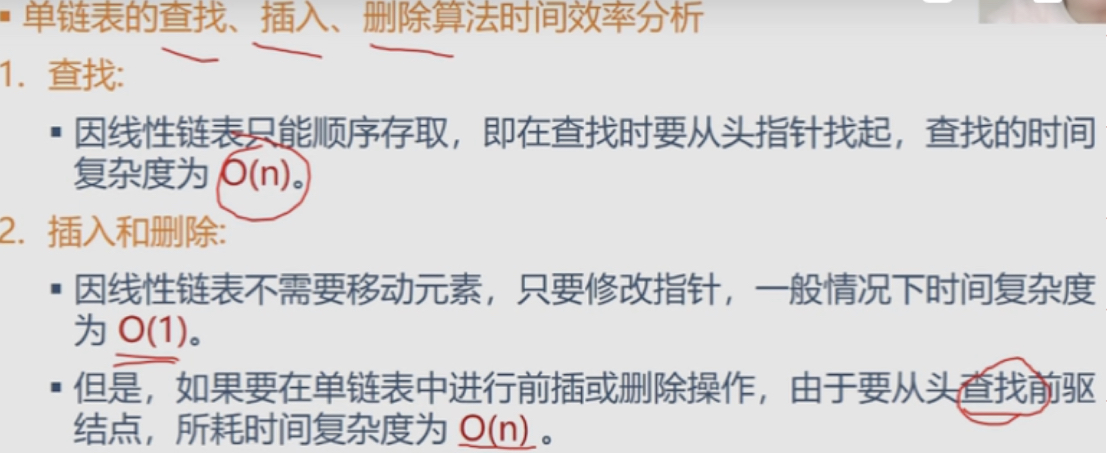 ▪ 单链表的查找、插入、删除算法时间效率分析
1. 查找:
▪ 因线性链表只能顺序存取，即在查找时要从头指针找起，查找的时间
复杂度为 O(n)。
2. 插入和删除:
▪ 因线性链表不需要移动元素，只要修改指针，一般情况下时间复杂度
为 O(1)。
▪ 但是，如果要在单链表中进行前插或删除操作，由于要从头查找前驱
结点，所耗时间复杂度为 O(n) 。